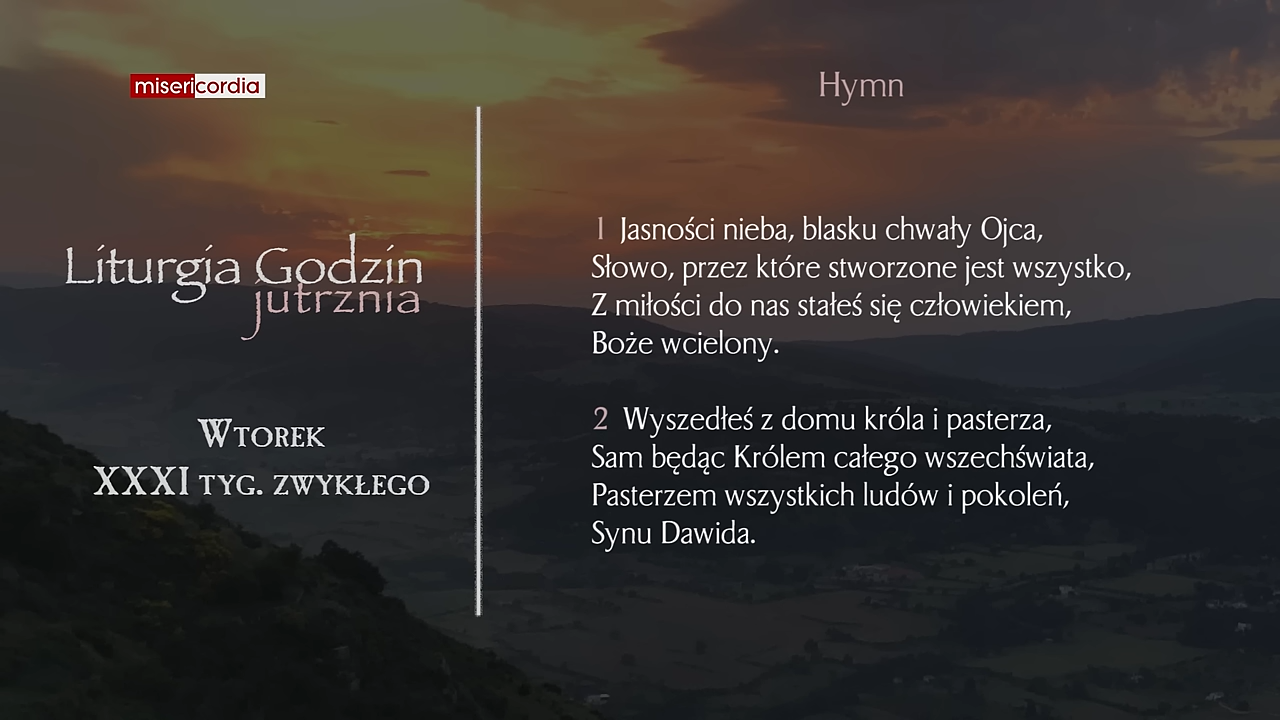 misericordia
Liturgia Godzin
jutrznia
Wtorek
XXXI tyg. zwykłego
Hymn
1 Jasności nieba, blasku chwały Ojca,
Słowo, przez które stworzone jest wszystko,
Z miłości do nas stałeś się człowiekiem,
Boże wcielony.
2 Wyszedłeś z domu króla i pasterza,
Sam będąc Królem całego wszechświata,
Pasterzem wszystkich ludów i pokoleń,
Synu Dawida.